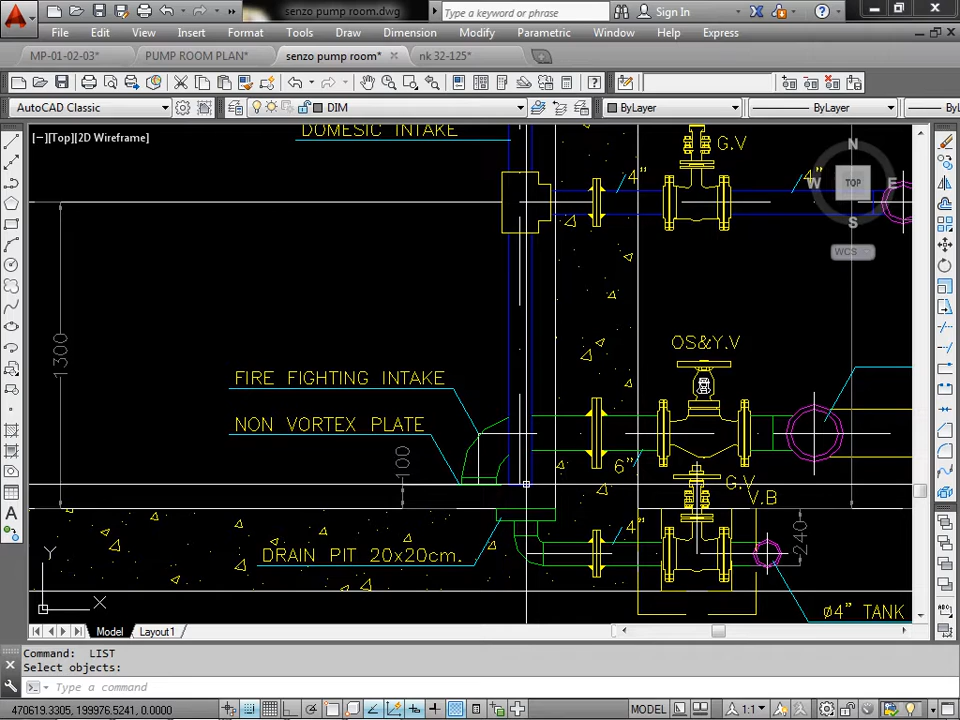 senzo pump room.dwg
Type a keyword or phrase
Sign In
File Edit View Insert Format Tools Draw Dimension Modify Parametric Window Help Express
MP-01-02-03* PUMP ROOM PLAN* senzo pump room* nk 32-125*
AutoCAD Classic
DIM
ByLayer
ByLayer
ByL
[−][Top][2D Wireframe]
DOMESIC INTAKE
G.V
4"
4"
N
W TOP E
S
WCS
1300
OS&Y.V
FIRE FIGHTING INTAKE
NON VORTEX PLATE
100
6"
G.V
V.B
4"
240
DRAIN PIT 20x20cm.
Y
X
Ø4" TANK
Model Layout1
Command: LIST
Select objects:
Type a command
470619.3305, 199976.5241, 0.0000
MODEL
1:1